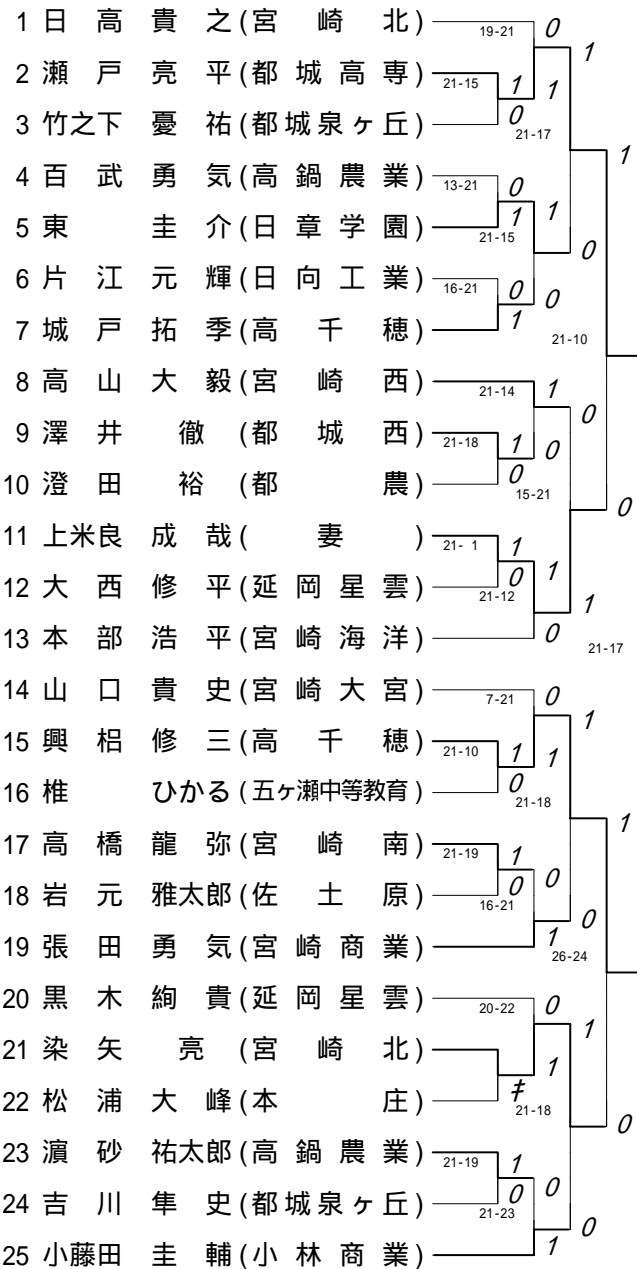 1 日高貴之(宮崎北) 19-21 0 1
2 瀬戸亮平(都城高専) 21-15 1 1
3 竹之下憂祐(都城泉ヶ丘) 0 21-17 1
4 百武勇気(高鍋農業) 13-21 0 1
5 東圭介(日章学園) 1 21-15 0
6 片江元輝(日向工業) 16-21 0 0
7 城戸拓季(高千穂) 1 21-10
8 高山大毅(宮崎西) 21-14 1 0
9 澤井徹(都城西) 21-18 1 0
10 澄田裕(都農) 0 15-21 0
11 上米良成哉(妻) 21-1 1 1
12 大西修平(延岡星雲) 0 21-12 1
13 本部浩平(宮崎海洋) 0 21-17
14 山口貴史(宮崎大宮) 7-21 0 1
15 興梠修三(高千穂) 21-10 1 1
16 椎ひかる(五ヶ瀬中等教育) 0 21-18 1
17 高橋龍弥(宮崎南) 21-19 1 0
18 岩元雅太郎(佐土原) 0 16-21 0
19 張田勇気(宮崎商業) 1 26-24
20 黒木絢貴(延岡星雲) 20-22 0 1
21 染矢亮(宮崎北) 1
22 松浦大峰(本庄) キ 21-18 0
23 濵砂祐太郎(高鍋農業) 21-19 1 0
24 吉川隼史(都城泉ヶ丘) 0 21-23 0
25 小藤田圭輔(小林商業) 1